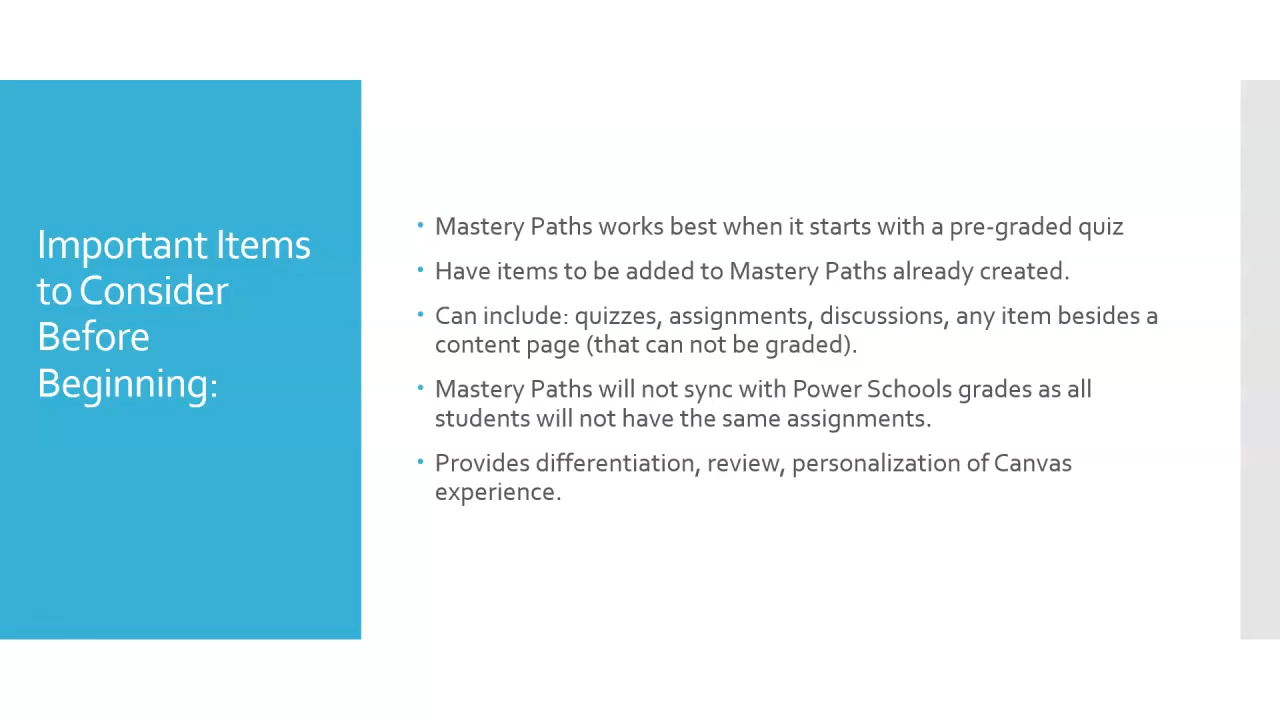 Important Items
to Consider
Before
Beginning:
• Mastery Paths works best when it starts with a pre-graded quiz
• Have items to be added to Mastery Paths already created.
• Can include: quizzes, assignments, discussions, any item besides a
content page (that can not be graded).
• Mastery Paths will not sync with Power Schools grades as all
students will not have the same assignments.
• Provides differentiation, review, personalization of Canvas
experience.